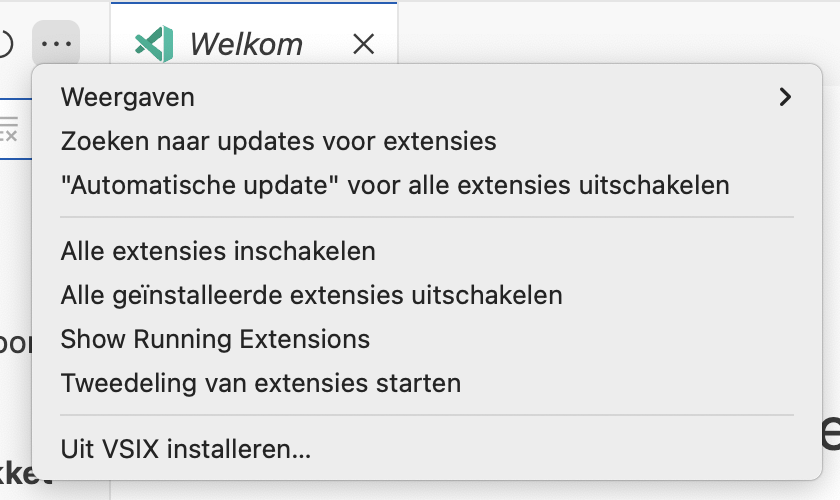 Welkom
Weergaven
Zoeken naar updates voor extensies
"Automatische update" voor alle extensies uitschakelen
Alle extensies inschakelen
Alle geïnstalleerde extensies uitschakelen
Show Running Extensions
Tweedeling van extensies starten
Uit VSIX installeren...